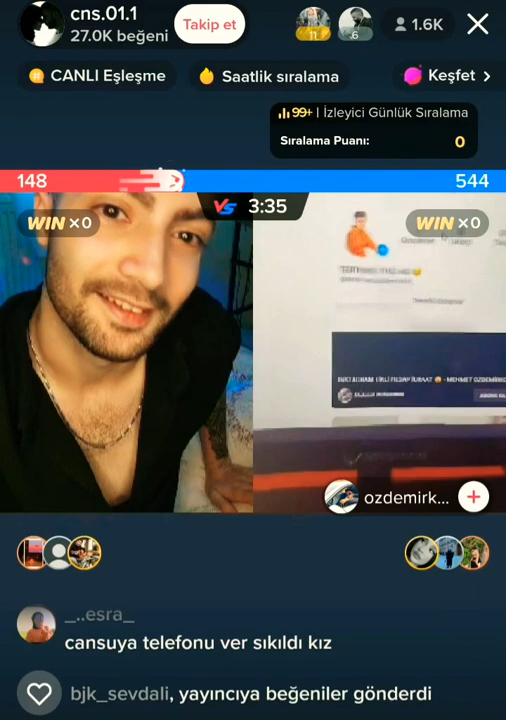 cns.01.1
27.0K beğeni
Takip et
11
6
1.6K
CANLI Eşleşme
Saatlik sıralama
Keşfet
99+ | İzleyici Günlük Sıralama
Sıralama Puanı: 0
148
544
VS 3:35
WIN ×0
WIN ×0
ozdemirk...
_..esra_
cansuya telefonu ver sıkıldı kız
bjk_sevdali, yayıncıya beğeniler gönderdi